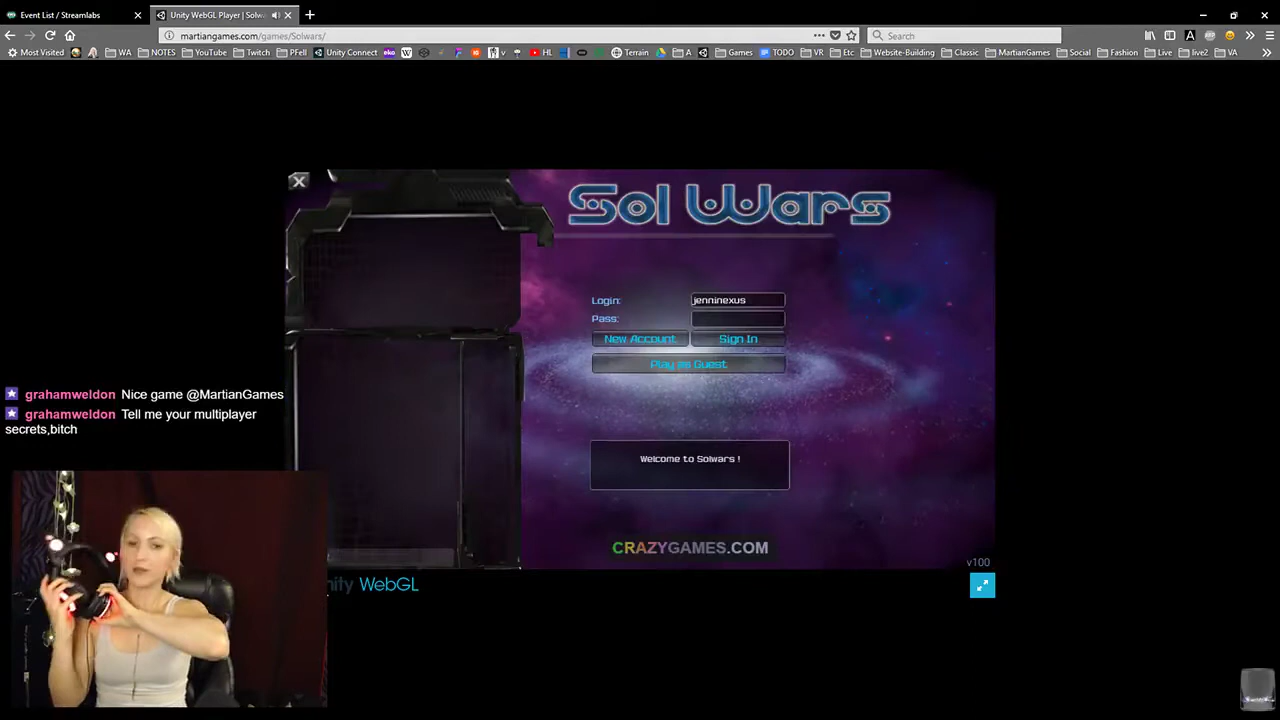 Event List / Streamlabs
Unity WebGL Player | Solwa
martiangames.com/games/Solwars/
Search
Most Visited WA NOTES YouTube Twitch PFell Unity Connect eko W HL Terrain A Games TODO VR Etc Website-Building Classic MartianGames Social Fashion Live live2 VA
Sol Wars
Login: jenninexus
Pass:
New Account Sign In
Play as Guest
grahamweldon Nice game @MartianGames
grahamweldon Tell me your multiplayer
secrets,bitch
Welcome to Solwars !
CRAZYGAMES.COM
v100
nity WebGL